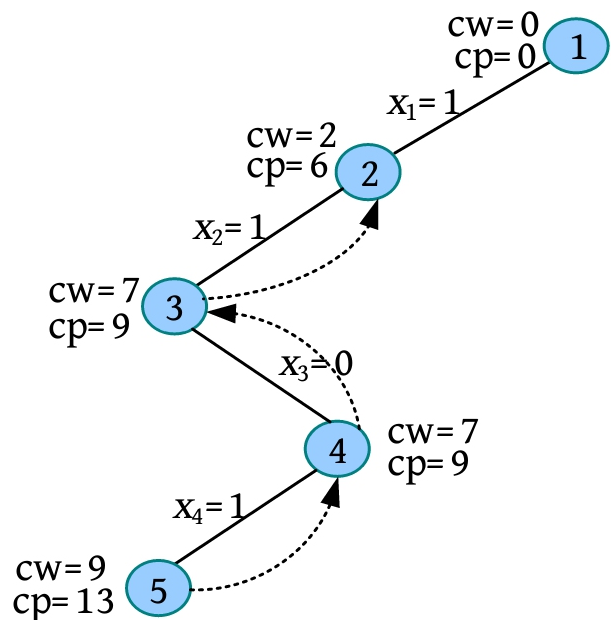 cw=0
cp=0
1
x₁=1
cw=2
cp=6
2
x₂=1
cw=7
cp=9
3
x₃=0
4
cw=7
cp=9
x₄=1
cw=9
cp=13
5